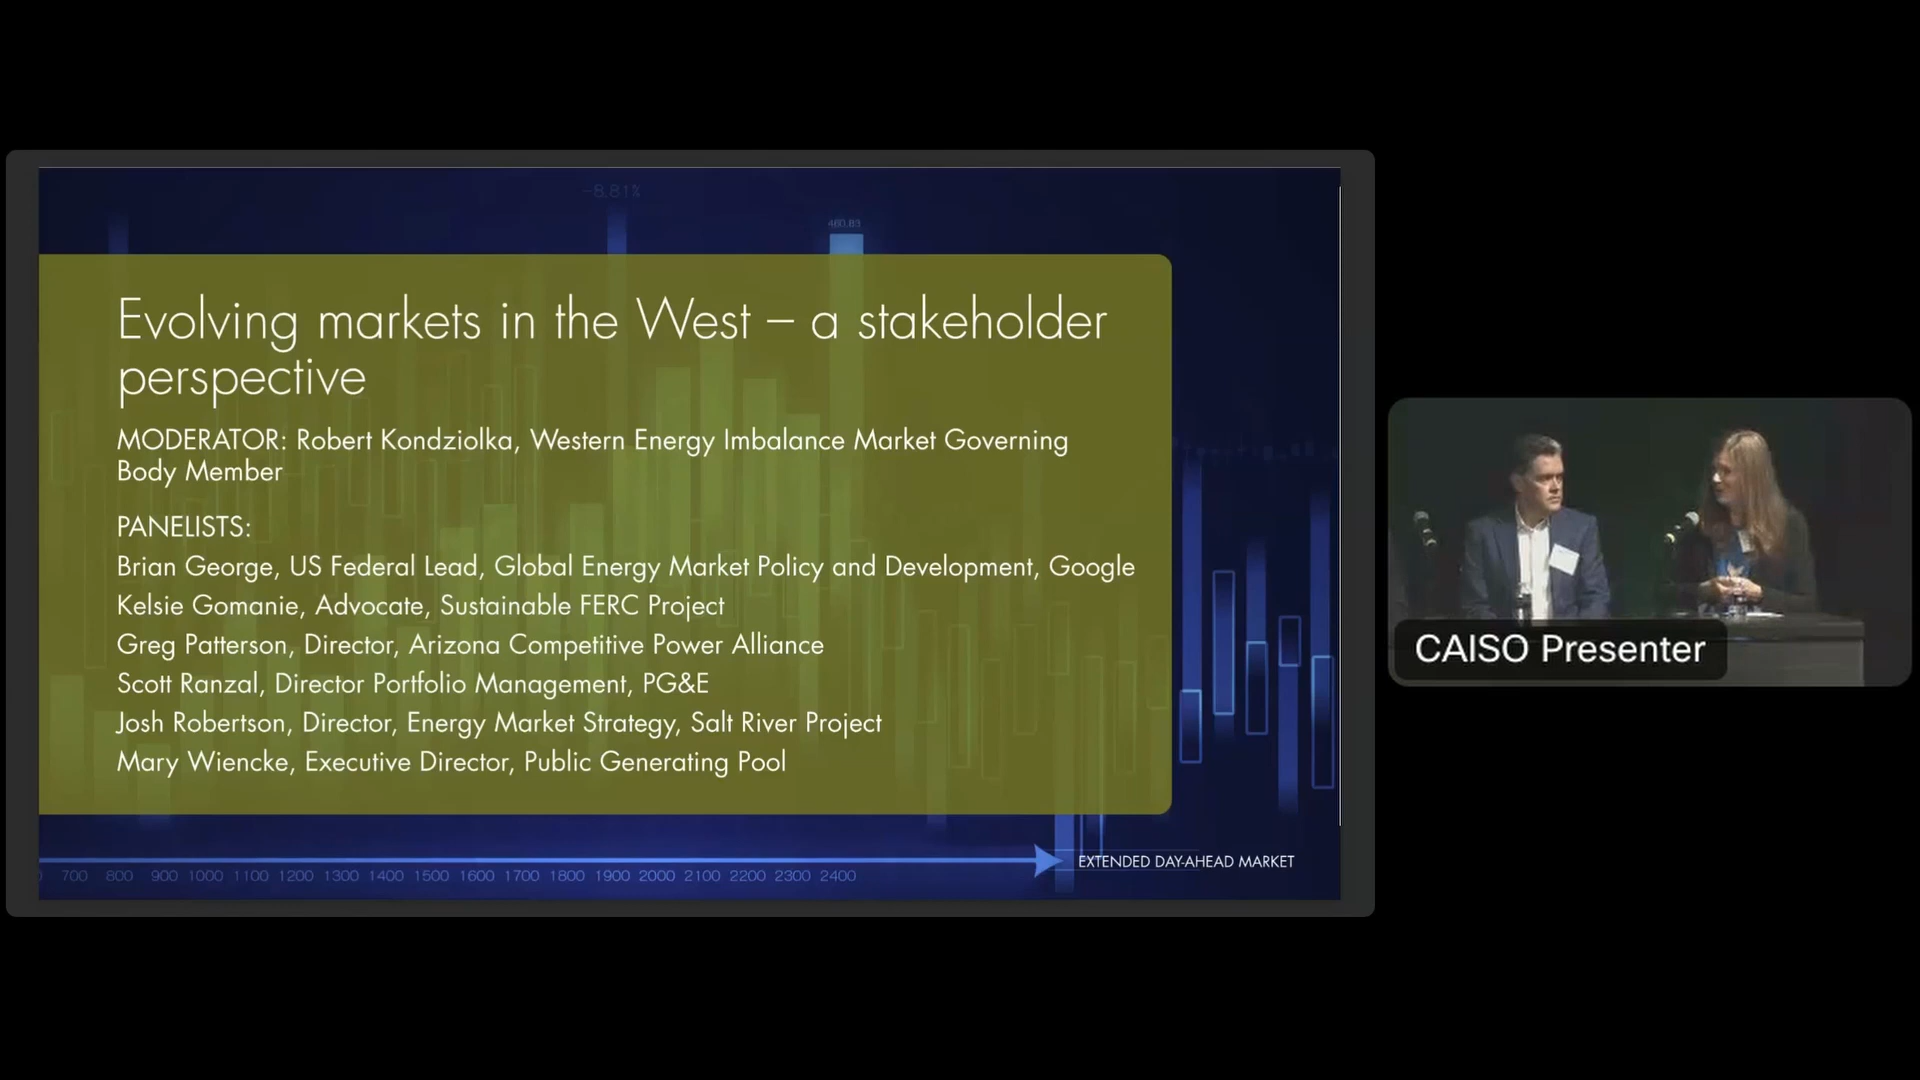 -8.81%
460.83
Evolving markets in the West – a stakeholder
perspective
MODERATOR: Robert Kondziolka, Western Energy Imbalance Market Governing
Body Member
PANELISTS:
Brian George, US Federal Lead, Global Energy Market Policy and Development, Google
Kelsie Gomanie, Advocate, Sustainable FERC Project
Greg Patterson, Director, Arizona Competitive Power Alliance
Scott Ranzal, Director Portfolio Management, PG&E
Josh Robertson, Director, Energy Market Strategy, Salt River Project
Mary Wiencke, Executive Director, Public Generating Pool
EXTENDED DAY-AHEAD MARKET
700 800 900 1000 1100 1200 1300 1400 1500 1600 1700 1800 1900 2000 2100 2200 2300 2400
CAISO Presenter